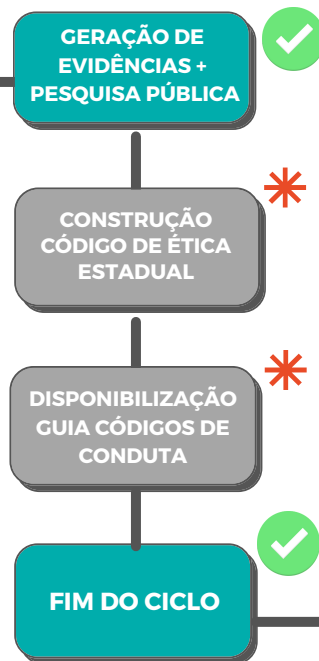 GERAÇÃO DE
EVIDÊNCIAS +
PESQUISA PÚBLICA
CONSTRUÇÃO
CÓDIGO DE ÉTICA
ESTADUAL
DISPONIBILIZAÇÃO
GUIA CÓDIGOS DE
CONDUTA
FIM DO CICLO